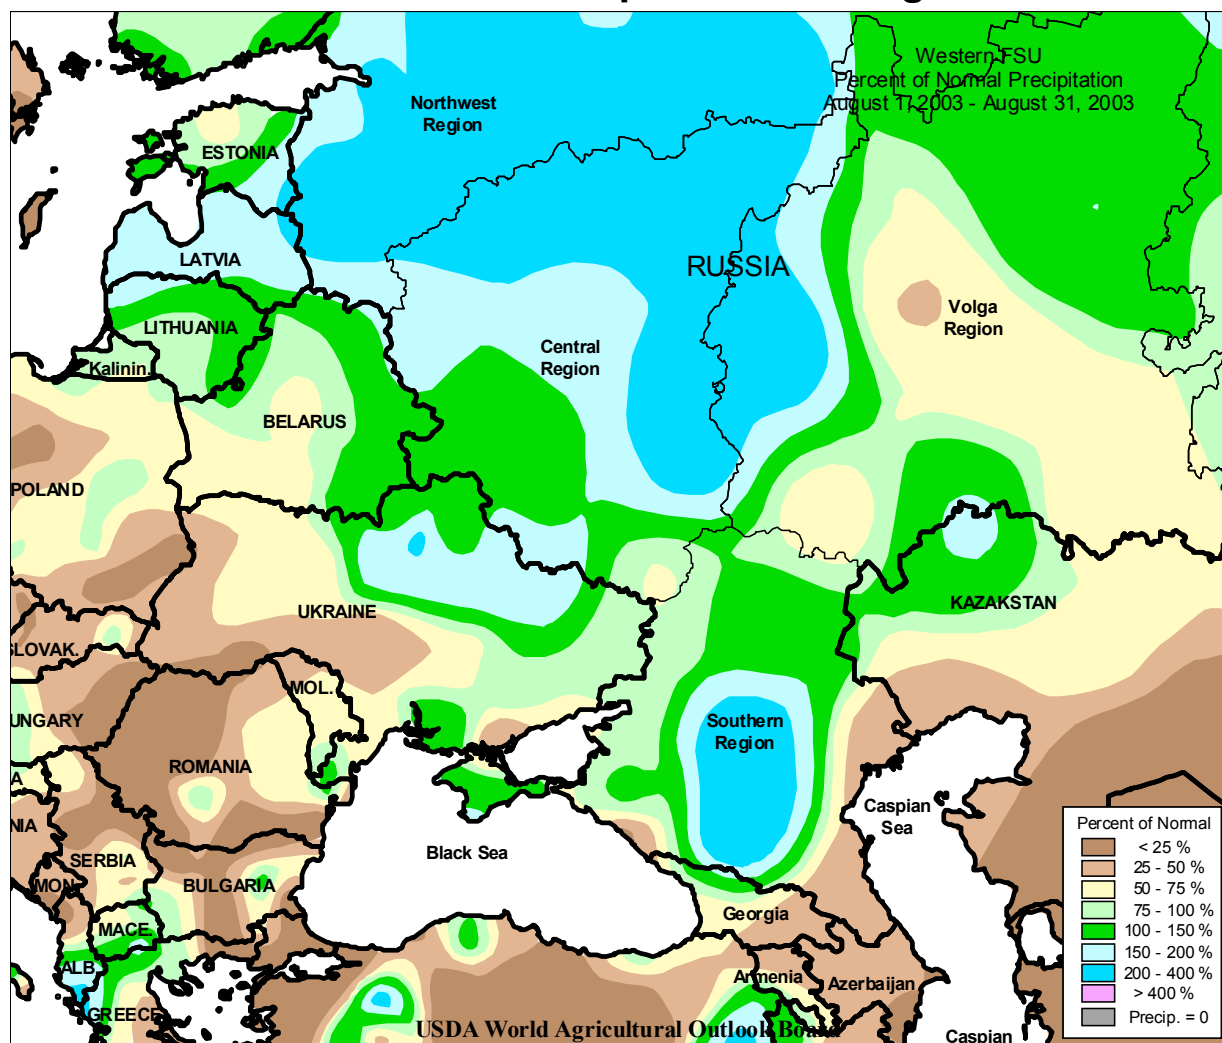 Western FSU
Percent of Normal Precipitation
August 1, 2003 - August 31, 2003
Northwest
Region
ESTONIA
LATVIA
RUSSIA
LITHUANIA
Volga
Region
Central
Region
Kalinin.
BELARUS
POLAND
UKRAINE
KAZAKSTAN
SLOVAK.
MOL.
UNGARY
Southern
Region
ROMANIA
A
Caspian
Sea
NIA
Black Sea
SERBIA
MON.
BULGARIA
Georgia
MACE.
ALB.
Armenia
Azerbaijan
GREECE
USDA World Agricultural Outlook Board
Caspian
Percent of Normal
< 25 %
25 - 50 %
50 - 75 %
75 - 100 %
100 - 150 %
150 - 200 %
200 - 400 %
> 400 %
Precip. = 0